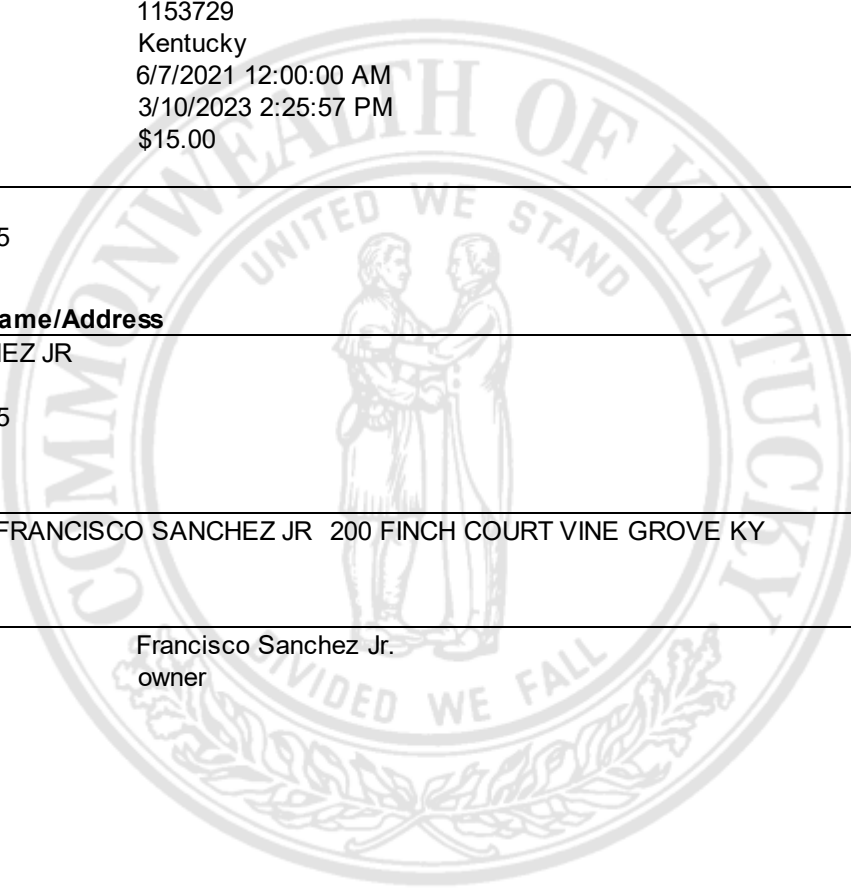 1153729
Kentucky
6/7/2021 12:00:00 AM
3/10/2023 2:25:57 PM
$15.00
5
ame/Address
HEZ JR
5
FRANCISCO SANCHEZ JR 200 FINCH COURT VINE GROVE KY
Francisco Sanchez Jr.
owner
COMMONWEALTH OF KENTUCKY
UNITED WE STAND
DIVIDED WE FALL